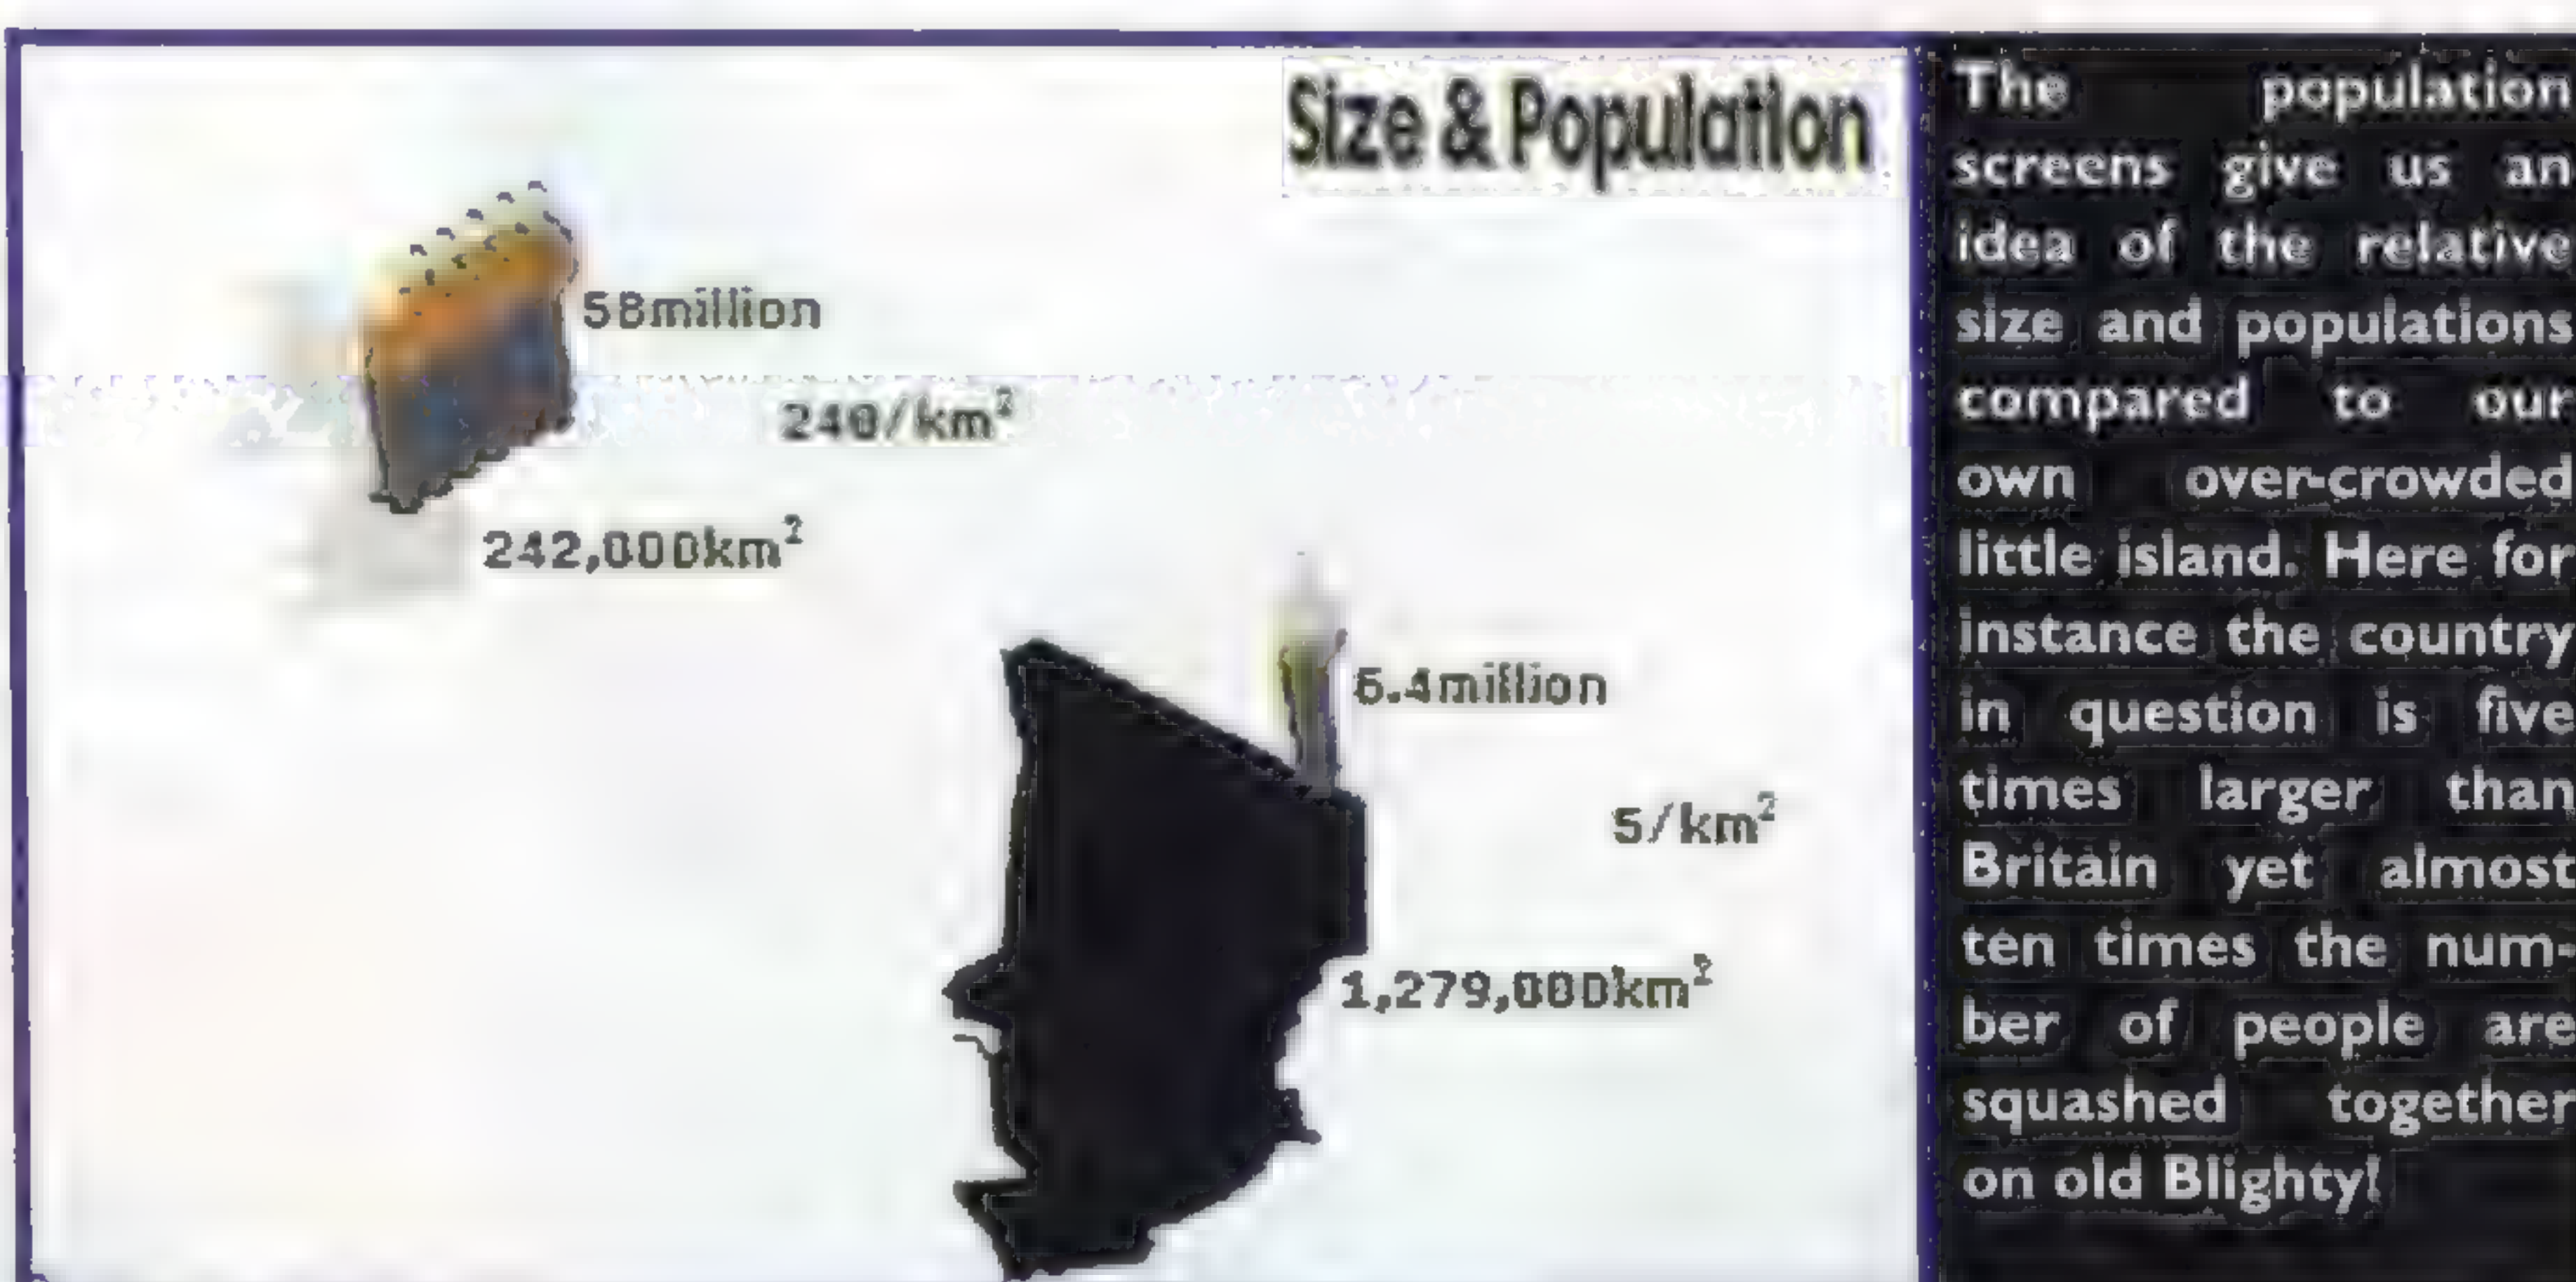 Size & Population
58million
240/km²
242,000km²
6.4million
5/km²
1,279,000km²
The population
screens give us an
idea of the relative
size and populations
compared to our
own over-crowded
little island. Here for
instance the country
in question is five
times larger than
Britain yet almost
ten times the num-
ber of people are
squashed together
on old Blighty!